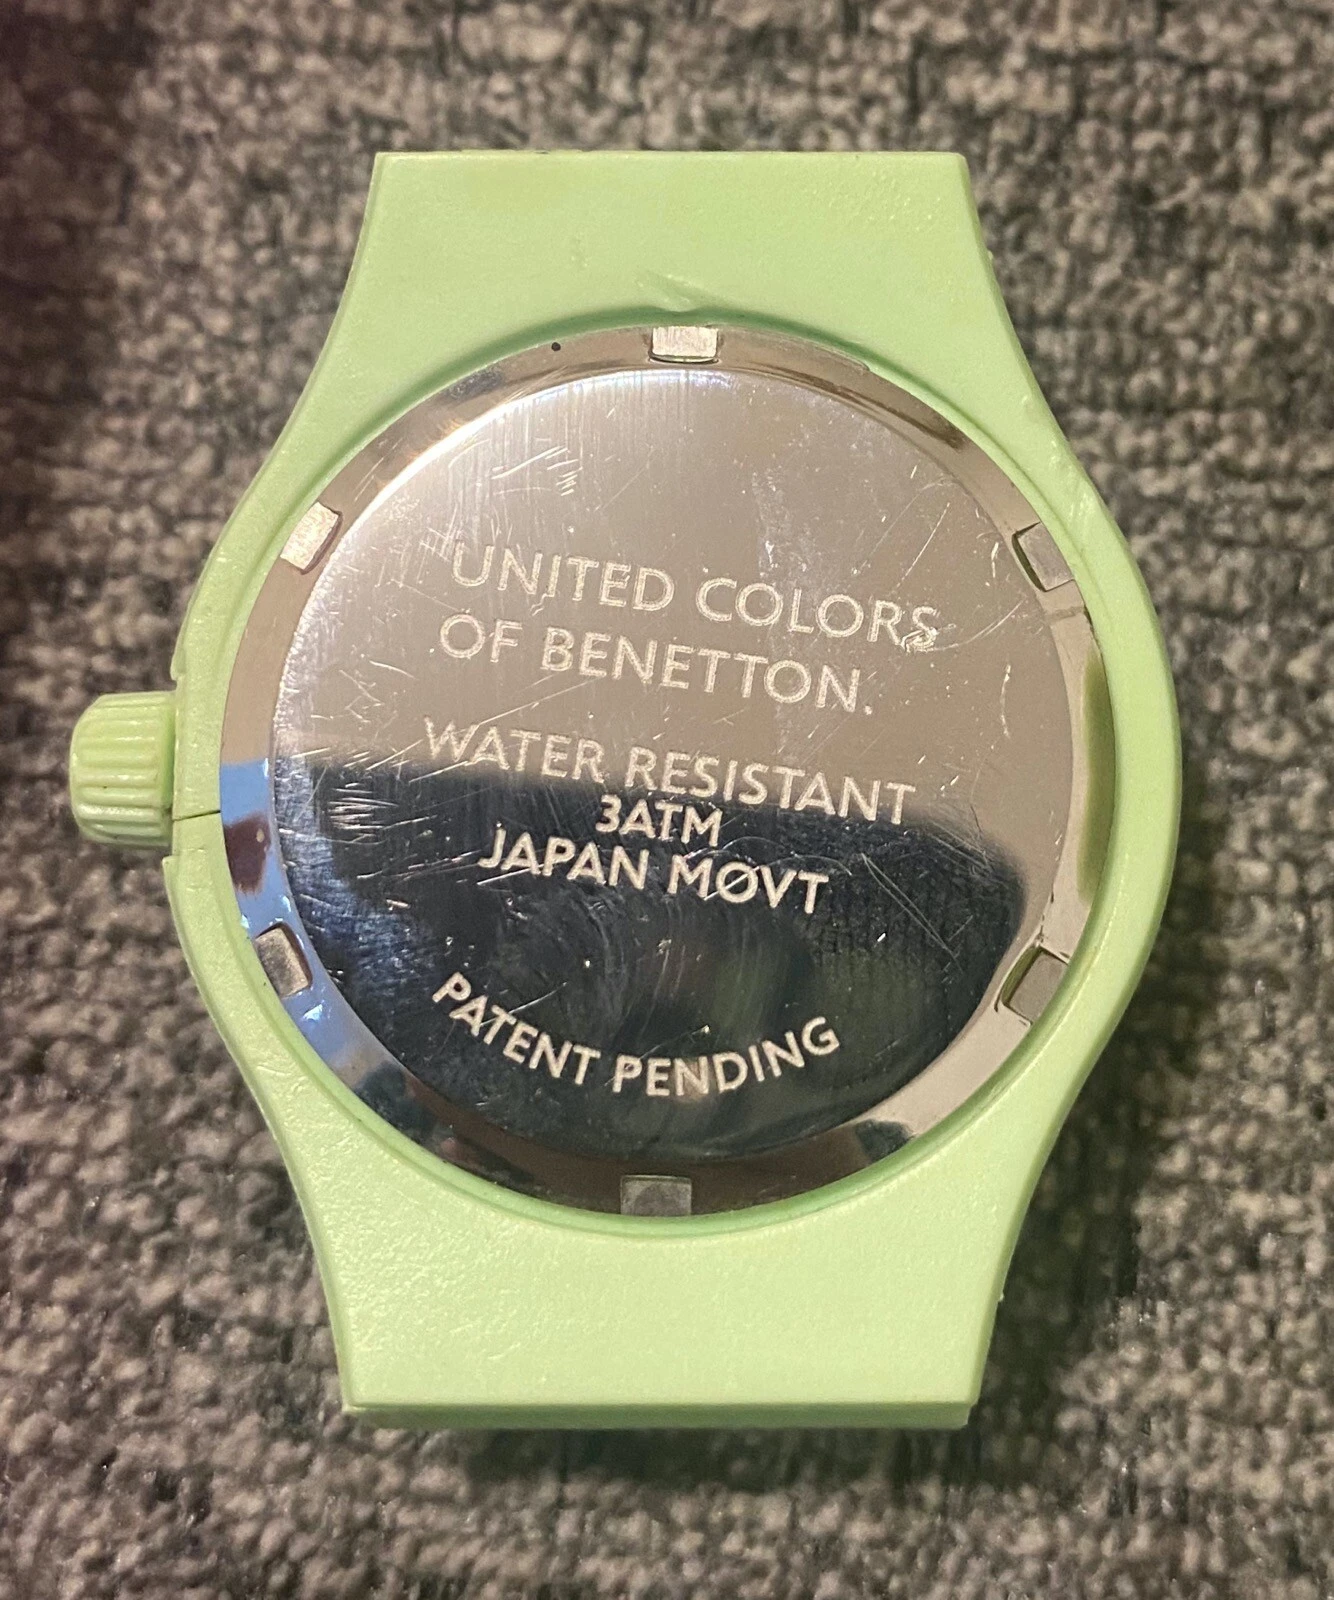 UNITED COLORS
OF BENETTON.
WATER RESISTANT
3ATM
JAPAN MOVT
PATENT PENDING